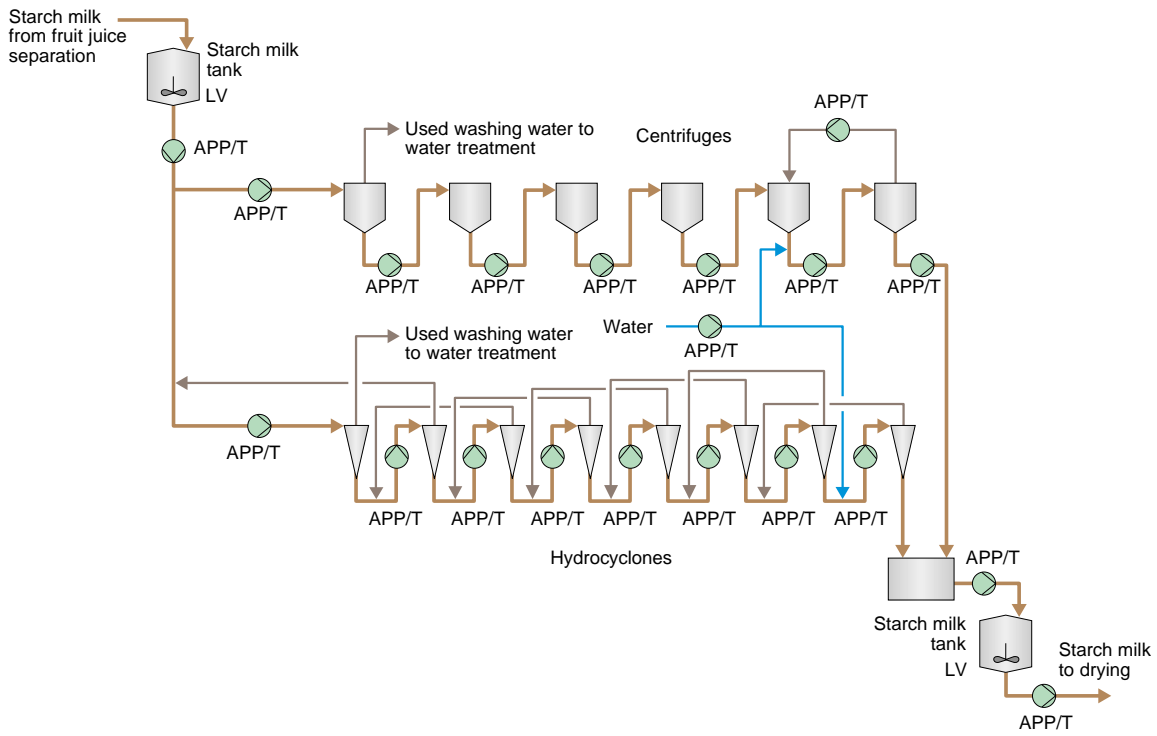 Starch milk
from fruit juice
separation
Starch milk
tank
LV
APP/T
APP/T
Used washing water to
water treatment
Centrifuges
APP/T
APP/T
APP/T
APP/T
APP/T
APP/T
APP/T
Water
APP/T
Used washing water
to water treatment
APP/T
APP/T
APP/T
APP/T
APP/T
APP/T
APP/T
APP/T
Hydrocyclones
APP/T
Starch milk
tank
LV
Starch milk
to drying
APP/T